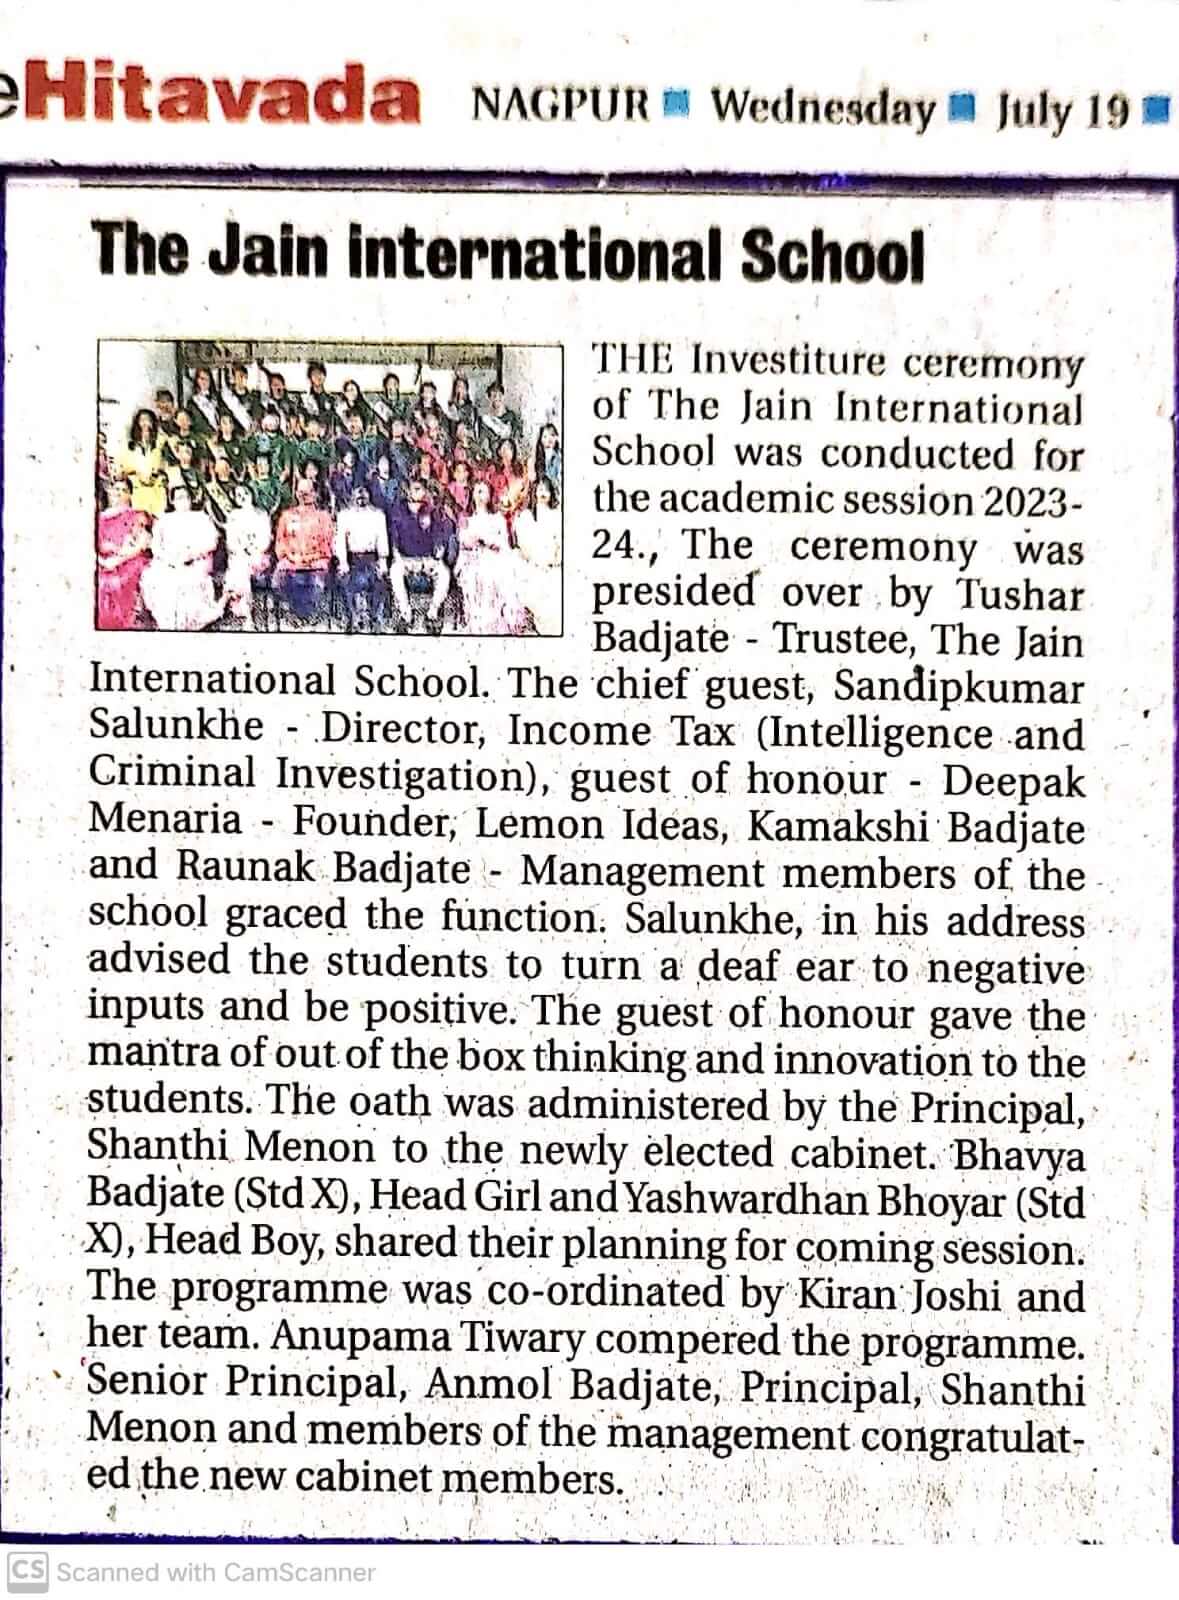 eHitavada NAGPUR Wednesday July 19
The Jain international School
THE Investiture ceremony
of The Jain International
School was conducted for
the academic session 2023-
24., The ceremony was
presided over by Tushar
Badjate - Trustee, The Jain
International School. The chief guest, Sandipkumar
Salunkhe - Director, Income Tax (Intelligence and
Criminal Investigation), guest of honour - Deepak
Menaria - Founder, Lemon Ideas, Kamakshi Badjate
and Raunak Badjate - Management members of the
school graced the function. Salunkhe, in his address
advised the students to turn a deaf ear to negative
inputs and be positive. The guest of honour gave the
mantra of out of the box thinking and innovation to the
students. The oath was administered by the Principal,
Shanthi Menon to the newly elected cabinet. Bhavya
Badjate (Std X), Head Girl and Yashwardhan Bhoyar (Std
X), Head Boy, shared their planning for coming session.
The programme was co-ordinated by Kiran Joshi and
her team. Anupama Tiwary compered the programme.
Senior Principal, Anmol Badjate, Principal, Shanthi
Menon and members of the management congratulat-
ed the new cabinet members.
CS Scanned with CamScanner